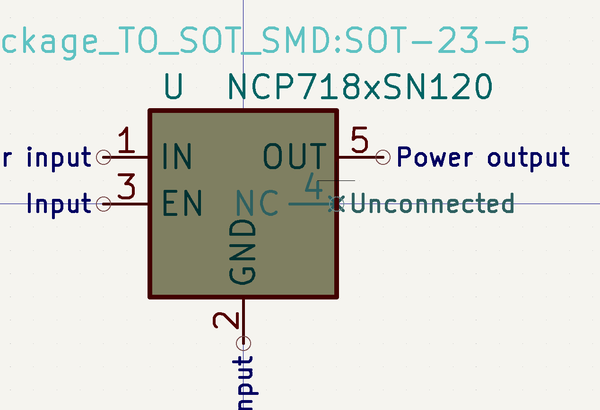 ckage_TO_SOT_SMD:SOT-23-5
U NCP718xSN120
r input 1 IN OUT 5 Power output
Input 3 EN NC 4 Unconnected
GND
2
nput